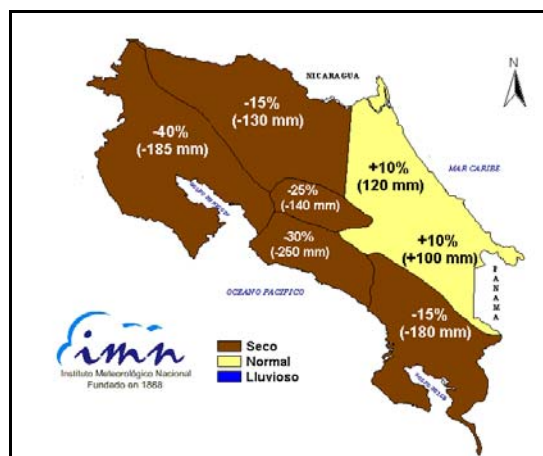 N
NICARAGUA
-15%
(-130 mm)
-40%
(-185 mm)
MAR CARIBE
+10%
(120 mm)
-25%
(-140 mm)
-30%
(-250 mm)
+10%
(+100 mm)
PANAMA
OCEANO PACIFICO
-15%
(-180 mm)
imn
Instituto Meteorológico Nacional
Fundado en 1888
Seco
Normal
Lluvioso